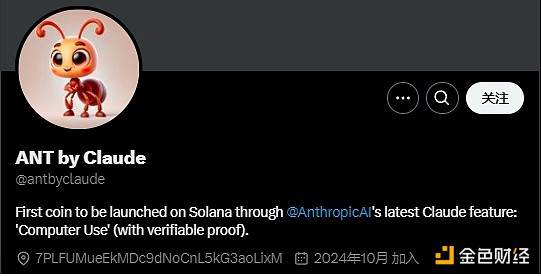 关注
ANT by Claude
@antbyclaude
First coin to be launched on Solana through @AnthropicAI's latest Claude feature:
'Computer Use' (with verifiable proof).
7PLFUMueEkMDc9dNoCnL5kG3aoLixM 2024年10月 加入
金色财经